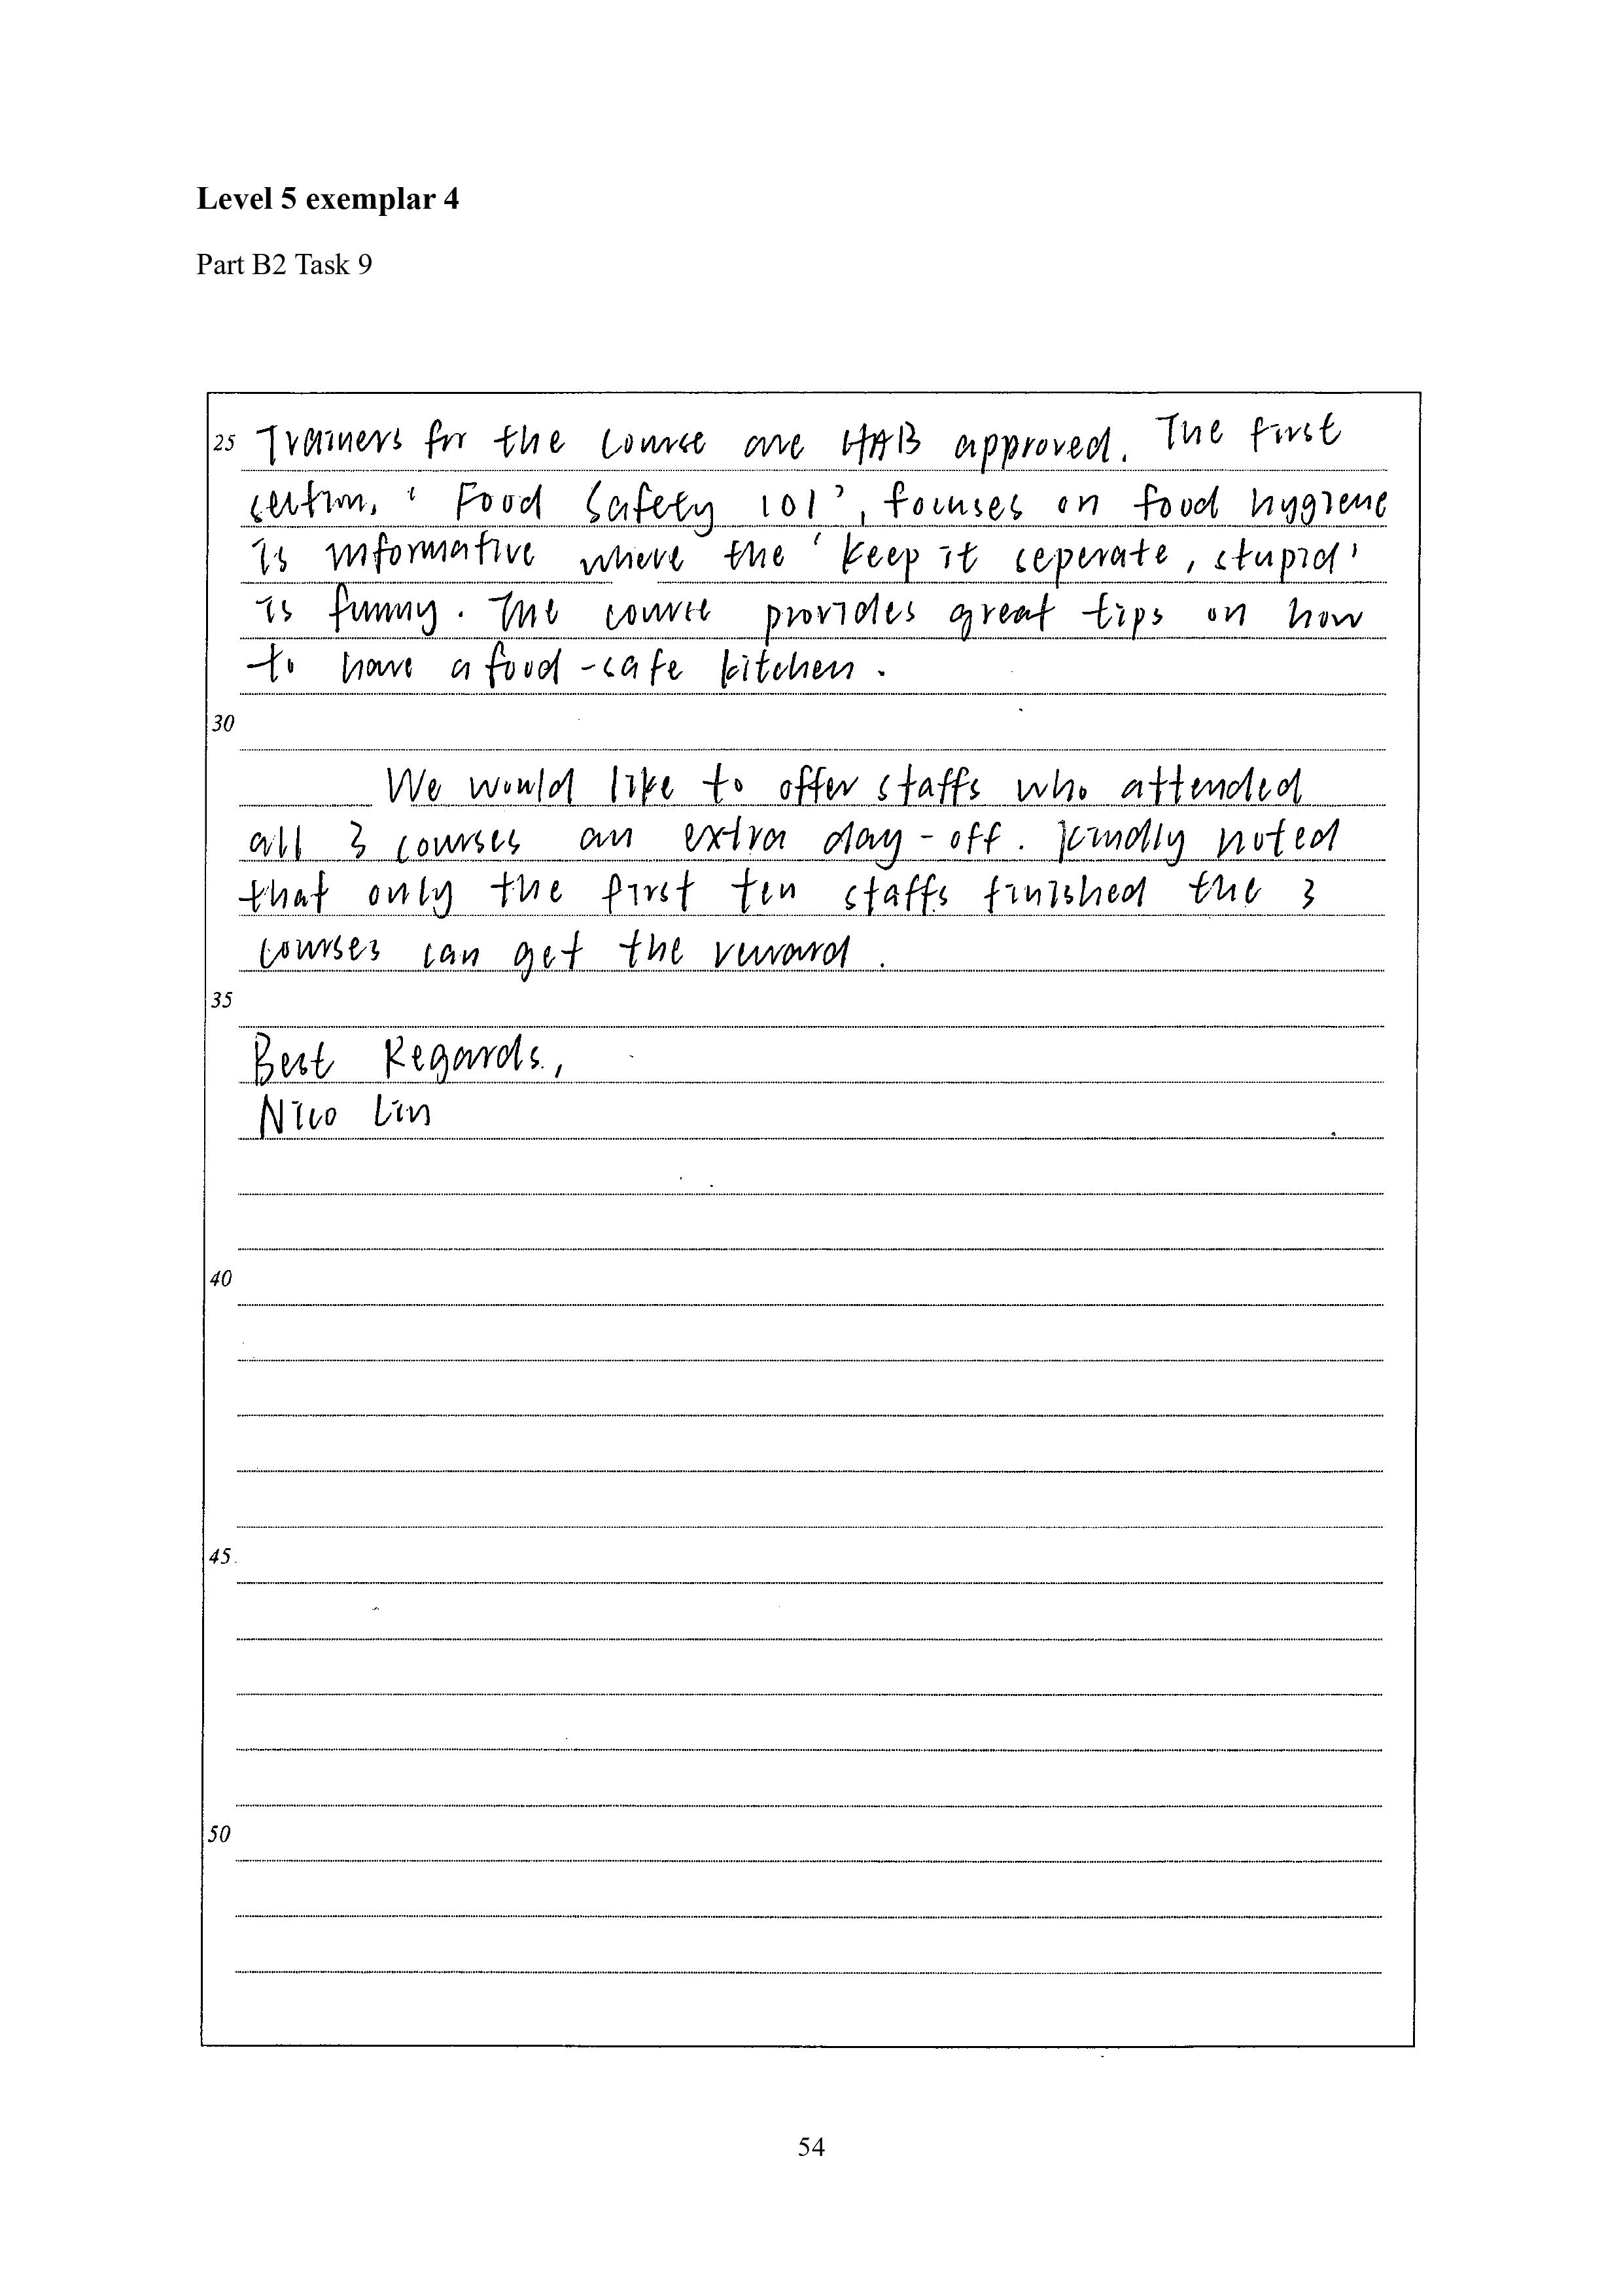 Level 5 exemplar 4
Part B2 Task 9
25 Trainers for the course are HAB approved. The first
section, ' Food Safety 101', focuses on food hygiene
is informative where the 'keep it seperate, stupid'
is funny. The course provides great tips on how
to have a food-safe kitchen.
30
We would like to offer staffs who attended
all 3 courses an extra day-off. Kindly noted
that only the first ten staffs finished the 3
courses can get the reward.
35
Best Regards,
Nico Lin
40
45
50
54